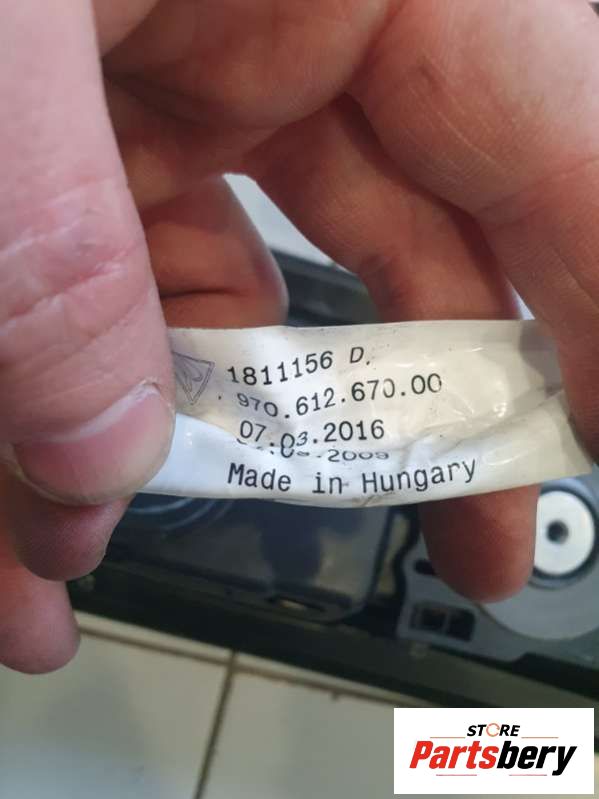 1811156 D.
970.612.670.00
07.03.2016
Made in Hungary
STORE
Partsbery